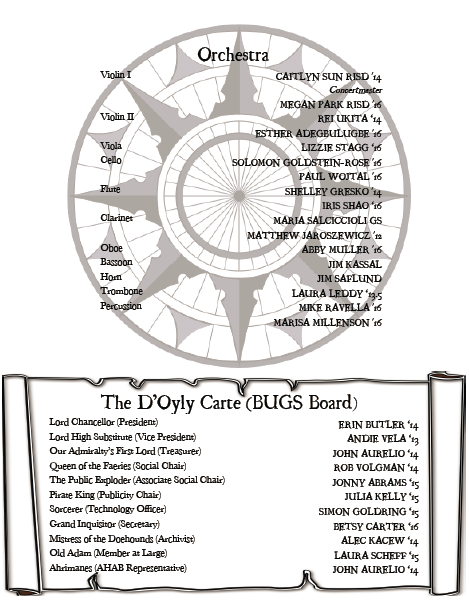 Orchestra
Violin I CAITLYN SUN RISD '14
Concertmaster
MEGAN PARK RISD '16
Violin II REI UKITA '14
ESTHER ADEGBULUGBE '16
Viola LIZZIE STAGG '16
Cello SOLOMON GOLDSTEIN-ROSE '16
PAUL WOJTAL '16
Flute SHELLEY GRESKO '14
IRIS SHAO '16
Clarinet MARIA SALCICCIOLI GS
MATTHEW JAROSZEWICZ '12
Oboe ABBY MULLER '16
Bassoon JIM KASSAL
Horn JIM SAFLUND
Trombone LAURA LEDDY '13.5
Percussion MIKE RAVELLA '16
MARISA MILLENSON '16
The D'Oyly Carte (BUGS Board)
Lord Chancellor (President) ERIN BUTLER '14
Lord High Substitute (Vice President) ANDIE VELA '13
Our Admiralty's First Lord (Treasurer) JOHN AURELIO '14
Queen of the Faeries (Social Chair) ROB VOLGMAN '14
The Public Exploder (Associate Social Chair) JONNY ABRAMS '15
Pirate King (Publicity Chair) JULIA KELLY '15
Sorcerer (Technology Officer) SIMON GOLDRING '15
Grand Inquisitor (Secretary) BETSY CARTER '16
Mistress of the Doehounds (Archivist) ALEC KACEW '14
Old Adam (Member at Large) LAURA SCHEFF '15
Ahrimanes (AHAB Representative) JOHN AURELIO '14